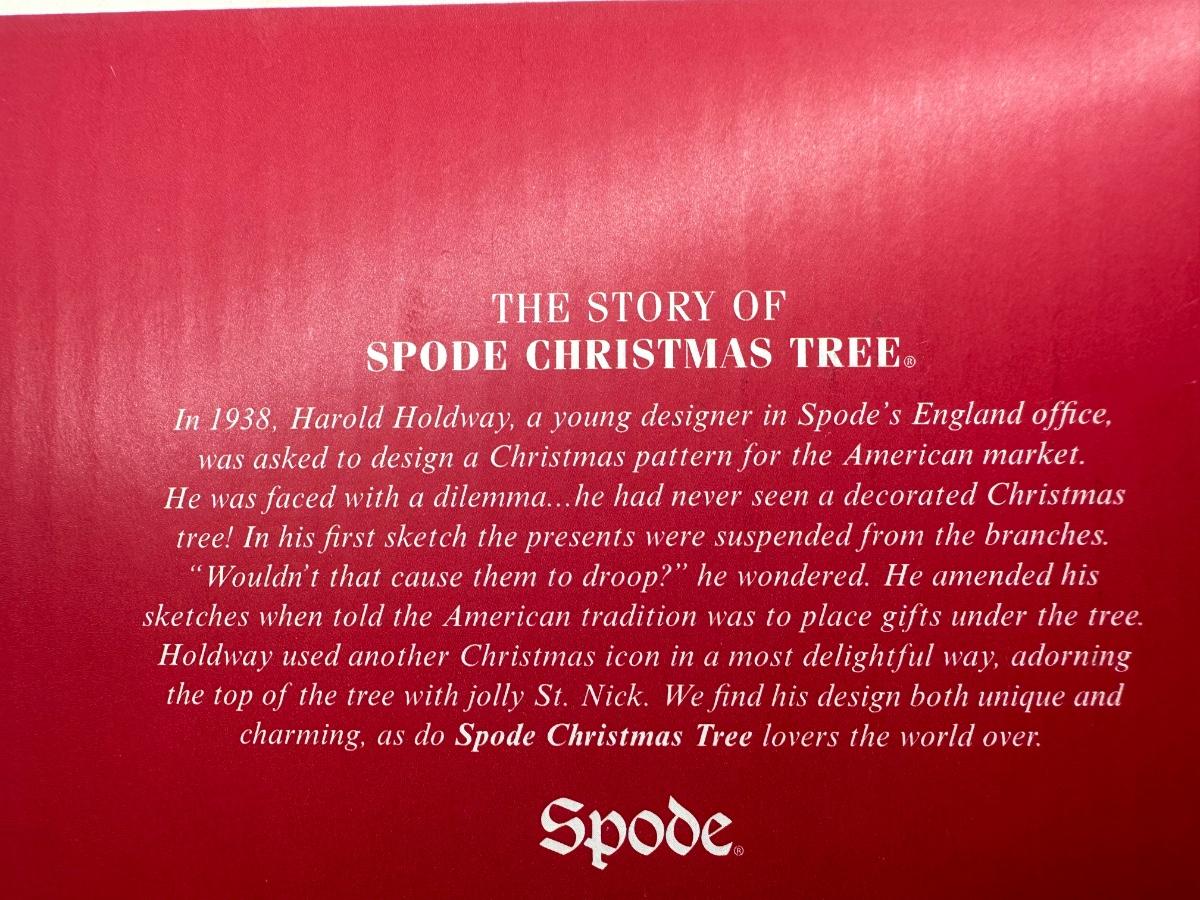 THE STORY OF
SPODE CHRISTMAS TREE®
In 1938, Harold Holdway, a young designer in Spode’s England office,
was asked to design a Christmas pattern for the American market.
He was faced with a dilemma...he had never seen a decorated Christmas
tree! In his first sketch the presents were suspended from the branches.
“Wouldn’t that cause them to droop?” he wondered. He amended his
sketches when told the American tradition was to place gifts under the tree.
Holdway used another Christmas icon in a most delightful way, adorning
the top of the tree with jolly St. Nick. We find his design both unique and
charming, as do Spode Christmas Tree lovers the world over.
Spode®